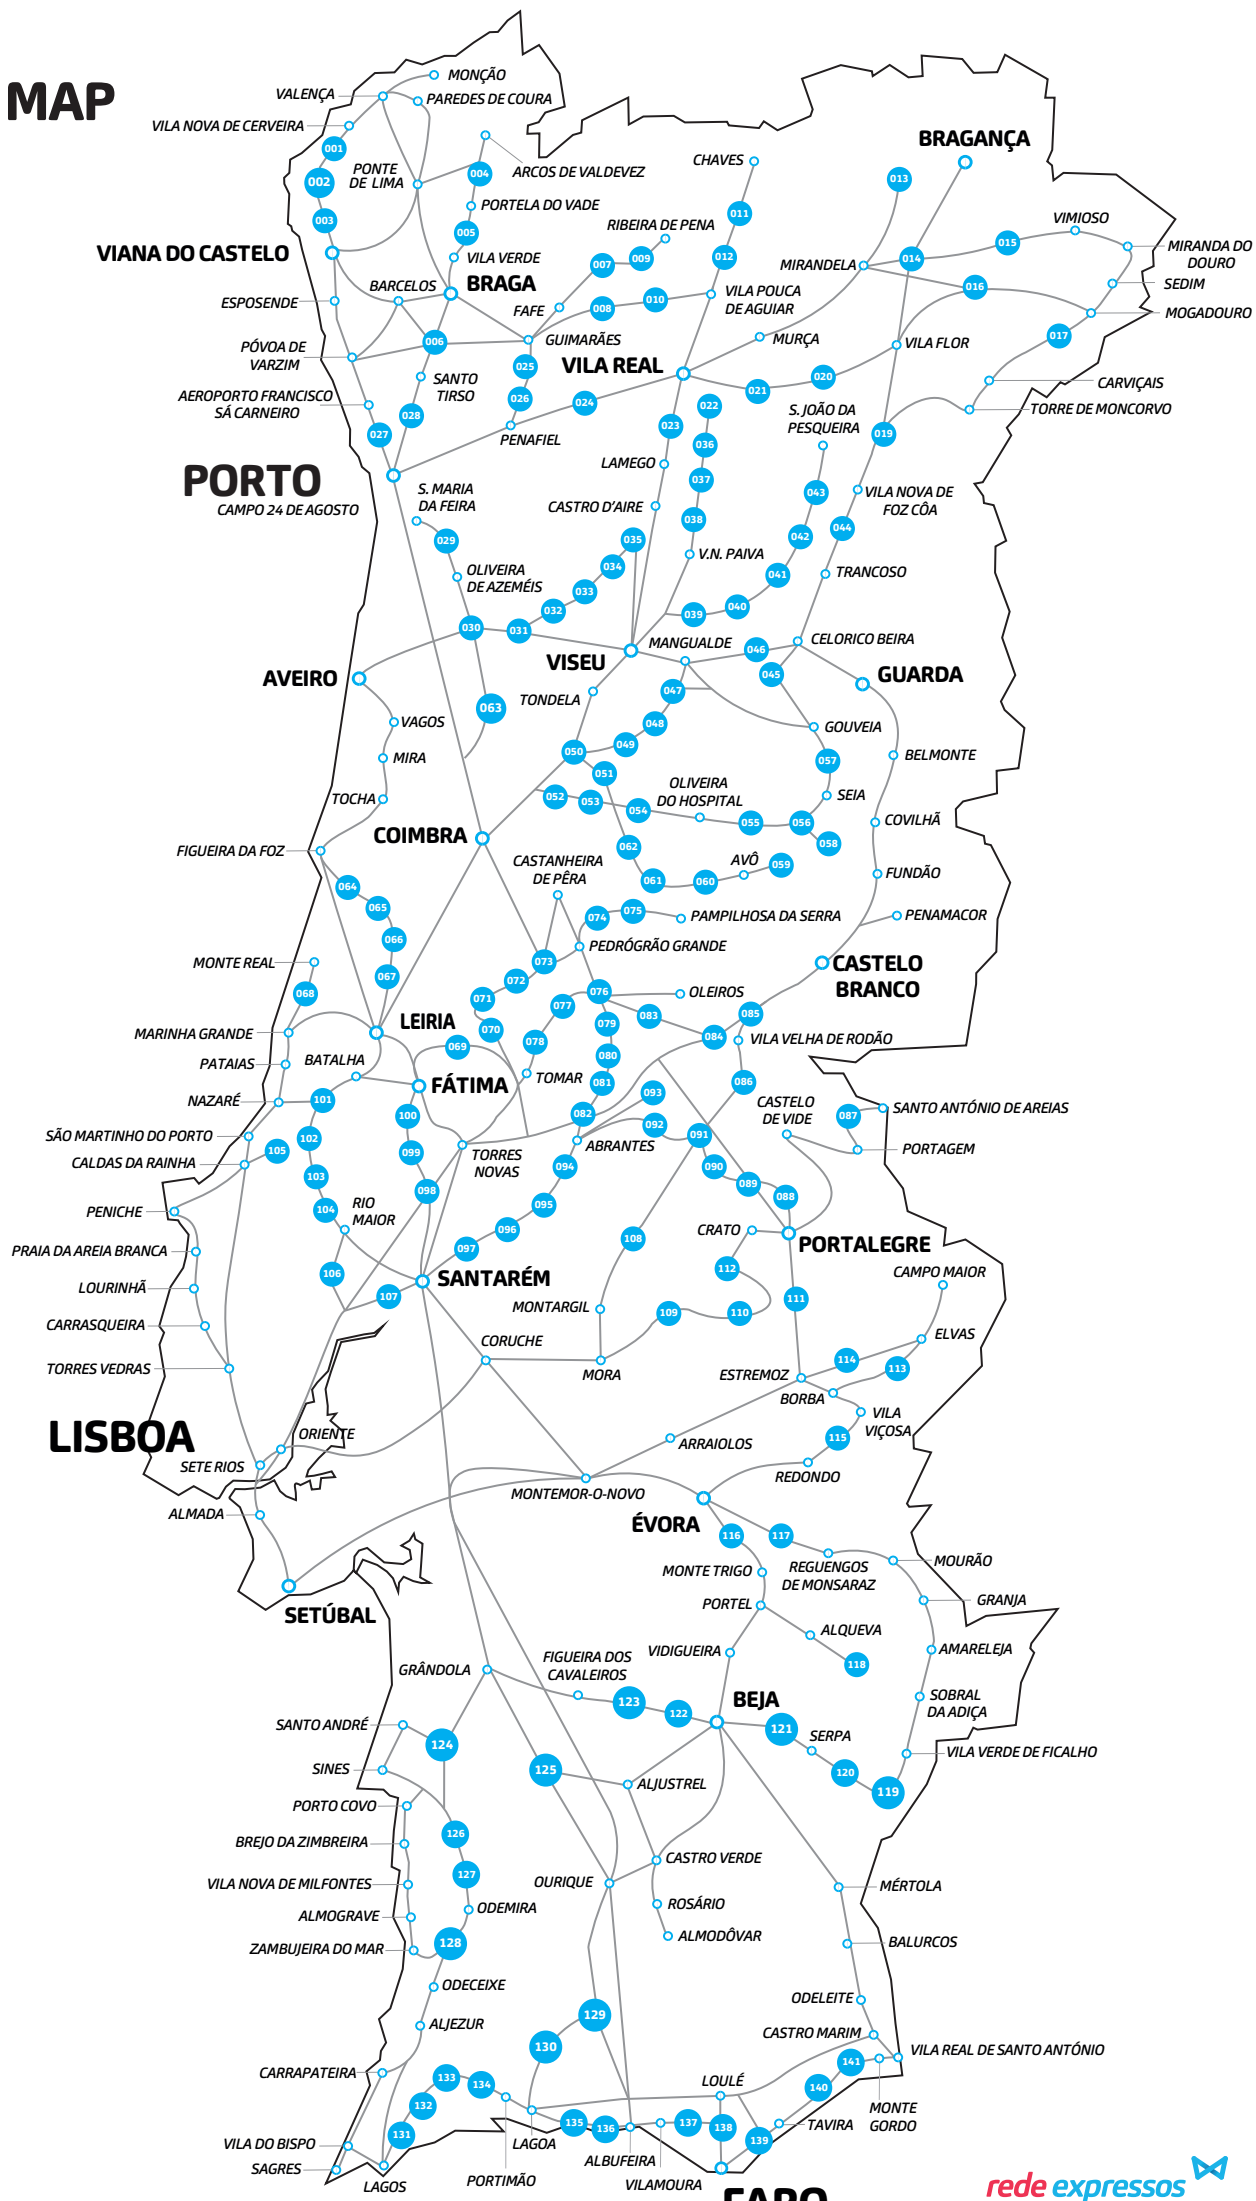 MAP
MONÇÃO
VALENÇA
PAREDES DE COURA
VILA NOVA DE CERVEIRA
001
BRAGANÇA
CHAVES
PONTE
DE LIMA
ARCOS DE VALDEVEZ
004
002
013
PORTELA DO VADE
011
003
RIBEIRA DE PENA
VIMIOSO
005
015
MIRANDA DO
DOURO
VIANA DO CASTELO
VILA VERDE
007
009
012
014
MIRANDELA
SEDIM
BARCELOS
BRAGA
016
ESPOSENDE
FAFE
008
010
VILA POUCA
DE AGUIAR
MOGADOURO
006
GUIMARÃES
MURÇA
VILA FLOR
017
PÓVOA DE
VARZIM
025
VILA REAL
SANTO
TIRSO
020
021
CARVIÇAIS
AEROPORTO FRANCISCO
SÁ CARNEIRO
026
024
022
S. JOÃO DA
PESQUEIRA
TORRE DE MONCORVO
028
027
023
019
PENAFIEL
036
LAMEGO
PORTO
CAMPO 24 DE AGOSTO
S. MARIA
DA FEIRA
037
043
VILA NOVA DE
FOZ CÔA
CASTRO D'AIRE
038
044
042
029
035
V.N. PAIVA
034
041
TRANCOSO
OLIVEIRA
DE AZEMÉIS
033
032
040
039
030
031
MANGUALDE
046
CELORICO BEIRA
VISEU
045
GUARDA
AVEIRO
TONDELA
047
063
VAGOS
048
GOUVEIA
049
050
MIRA
057
BELMONTE
051
OLIVEIRA
DO HOSPITAL
TOCHA
052
053
SEIA
054
055
056
COVILHÃ
COIMBRA
058
FIGUEIRA DA FOZ
062
CASTANHEIRA
DE PÊRA
AVÔ
059
064
061
060
FUNDÃO
065
074
075
PAMPILHOSA DA SERRA
PENAMACOR
066
PEDRÓGRÃO GRANDE
MONTE REAL
067
073
CASTELO
BRANCO
072
068
071
076
OLEIROS
077
083
085
LEIRIA
070
079
MARINHA GRANDE
069
078
084
VILA VELHA DE RODÃO
BATALHA
080
PATAIAS
FÁTIMA
TOMAR
081
086
NAZARÉ
101
093
CASTELO
DE VIDE
087
SANTO ANTÓNIO DE AREIAS
100
082
SÃO MARTINHO DO PORTO
102
092
091
ABRANTES
105
099
TORRES
NOVAS
PORTAGEM
CALDAS DA RAINHA
103
094
090
098
089
RIO
MAIOR
104
095
088
PENICHE
096
CRATO
108
PORTALEGRE
PRAIA DA AREIA BRANCA
097
112
CAMPO MAIOR
106
SANTARÉM
LOURINHÃ
107
111
MONTARGIL
109
110
CARRASQUEIRA
CORUCHE
ELVAS
114
TORRES VEDRAS
MORA
ESTREMOZ
113
BORBA
VILA
VIÇOSA
LISBOA
ORIENTE
ARRAIOLOS
115
SETE RIOS
REDONDO
MONTEMOR-O-NOVO
ALMADA
ÉVORA
116
117
MOURÃO
REGUENGOS
DE MONSARAZ
MONTE TRIGO
SETÚBAL
PORTEL
GRANJA
ALQUEVA
VIDIGUEIRA
AMARELEJA
118
FIGUEIRA DOS
CAVALEIROS
GRÂNDOLA
BEJA
SOBRAL
DA ADIÇA
123
122
SANTO ANDRÉ
121
SERPA
124
VILA VERDE DE FICALHO
SINES
125
120
ALJUSTREL
119
PORTO COVO
126
BREJO DA ZIMBREIRA
CASTRO VERDE
127
VILA NOVA DE MILFONTES
OURIQUE
MÉRTOLA
ROSÁRIO
ALMOGRAVE
ODEMIRA
ALMODÔVAR
128
BALURCOS
ZAMBUJEIRA DO MAR
ODECEIXE
ODELEITE
129
ALJEZUR
CASTRO MARIM
130
VILA REAL DE SANTO ANTÓNIO
141
CARRAPATEIRA
133
134
LOULÉ
140
132
MONTE
GORDO
135
136
137
138
TAVIRA
131
139
LAGOA
VILA DO BISPO
ALBUFEIRA
SAGRES
PORTIMÃO
VILAMOURA
LAGOS
FARO
rede expressos